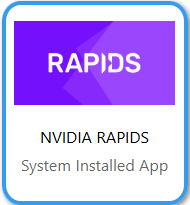 RAPIDS
NVIDIA RAPIDS
System Installed App